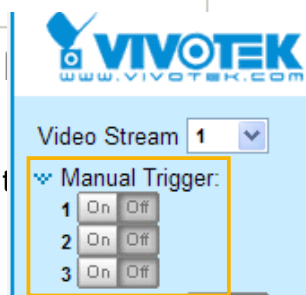 VIVOTEK
www.vivotek.com
Video Stream 1
Manual Trigger:
1 On Off
2 On Off
3 On Off